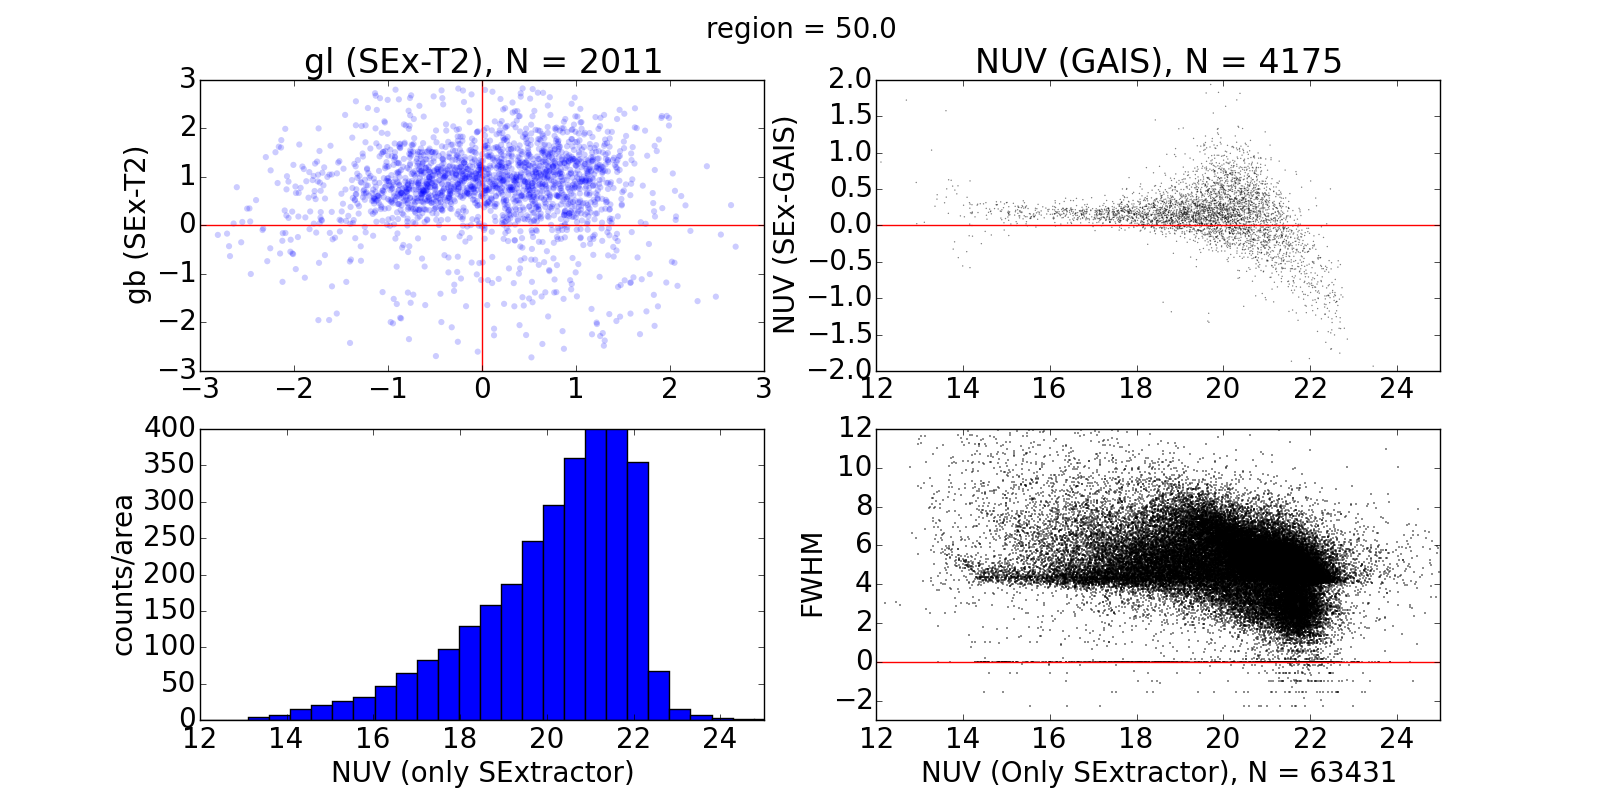 region = 50.0
gl (SEx-T2), N = 2011
NUV (GAIS), N = 4175
gb (SEx-T2)
3
2
1
0
−1
−2
−3
−3 −2 −1 0 1 2 3
NUV (SEx-GAIS)
2.0
1.5
1.0
0.5
0.0
−0.5
−1.0
−1.5
−2.0
12 14 16 18 20 22 24
counts/area
400
350
300
250
200
150
100
50
0
12 14 16 18 20 22 24
NUV (only SExtractor)
FWHM
12
10
8
6
4
2
0
−2
12 14 16 18 20 22 24
NUV (Only SExtractor), N = 63431